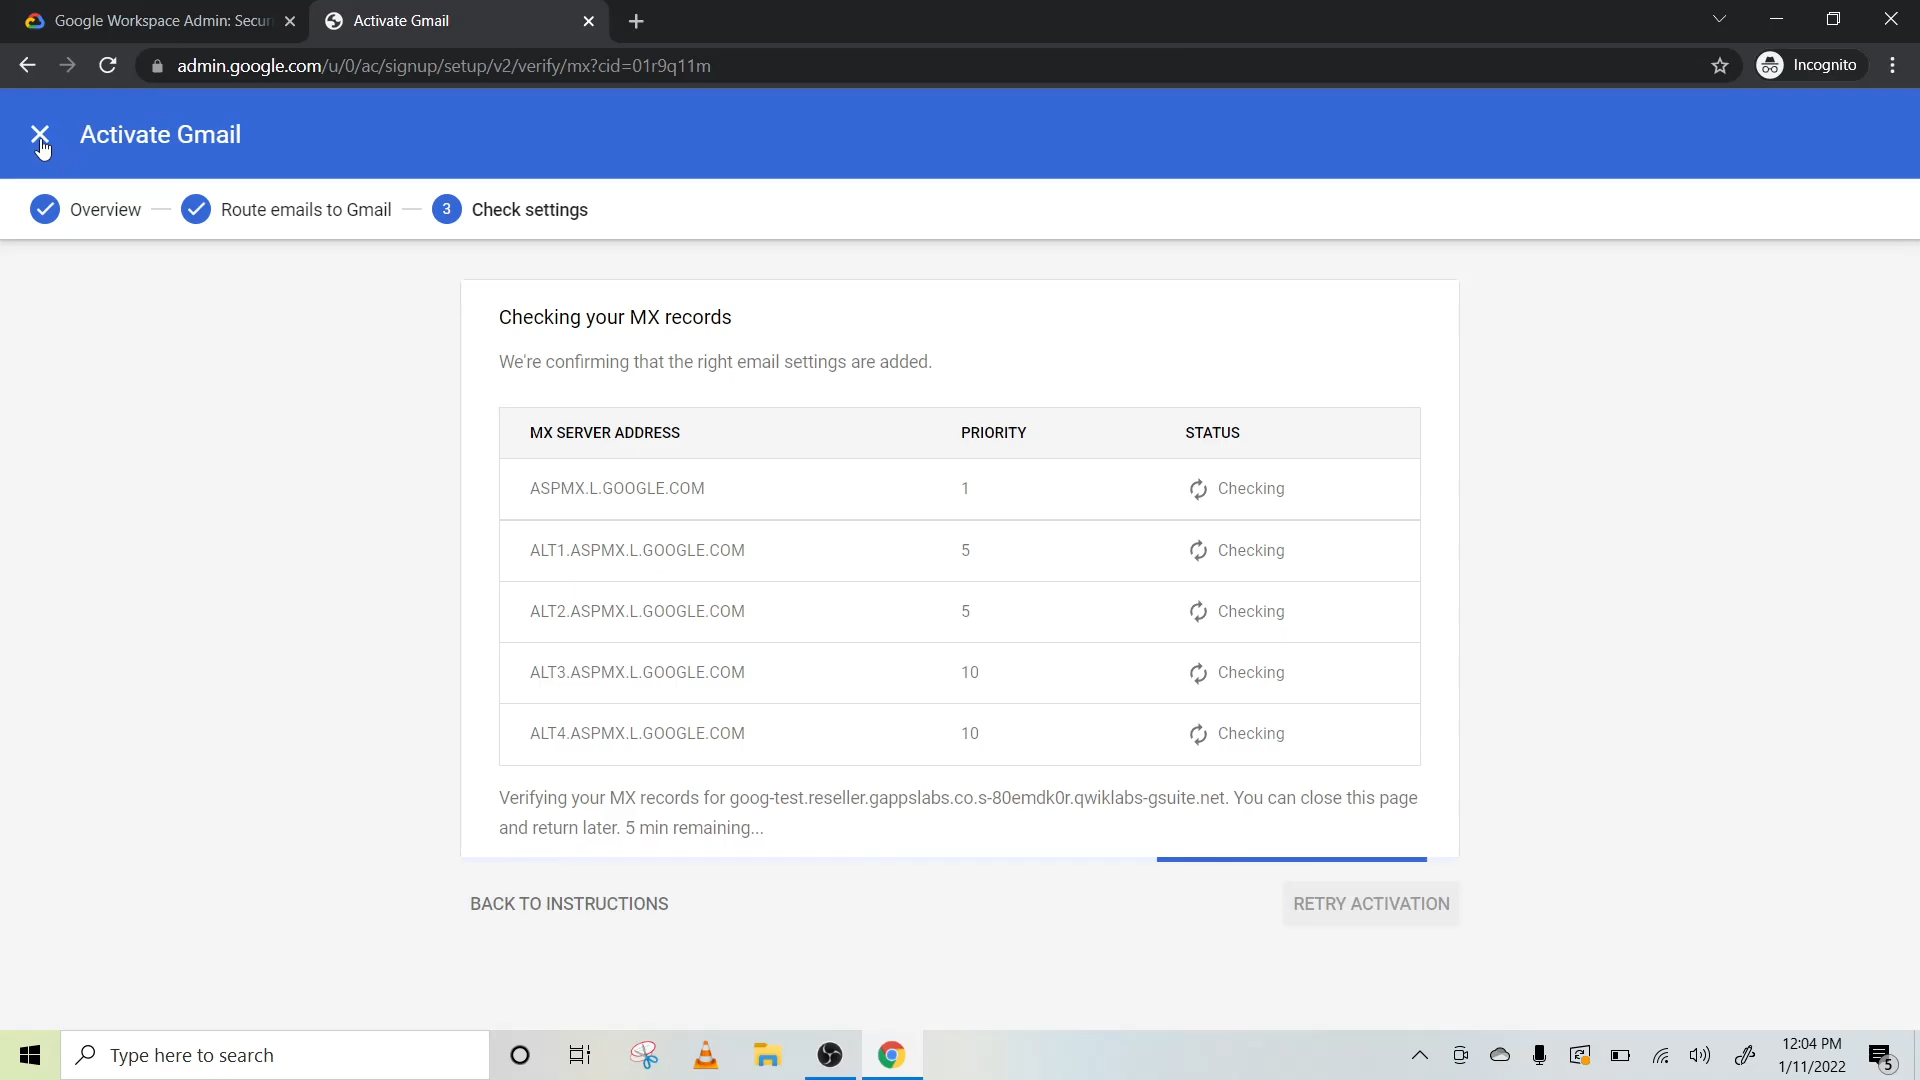 Google Workspace Admin: Secur
Activate Gmail
admin.google.com/u/0/ac/signup/setup/v2/verify/mx?cid=01r9q11m
Incognito
Activate Gmail
Overview
Route emails to Gmail
3 Check settings
Checking your MX records
We're confirming that the right email settings are added.
MX SERVER ADDRESS PRIORITY STATUS
ASPMX.L.GOOGLE.COM 1 Checking
ALT1.ASPMX.L.GOOGLE.COM 5 Checking
ALT2.ASPMX.L.GOOGLE.COM 5 Checking
ALT3.ASPMX.L.GOOGLE.COM 10 Checking
ALT4.ASPMX.L.GOOGLE.COM 10 Checking
Verifying your MX records for goog-test.reseller.gappslabs.co.s-80emdk0r.qwiklabs-gsuite.net. You can close this page
and return later. 5 min remaining...
BACK TO INSTRUCTIONS
RETRY ACTIVATION
Type here to search
12:04 PM
1/11/2022
5